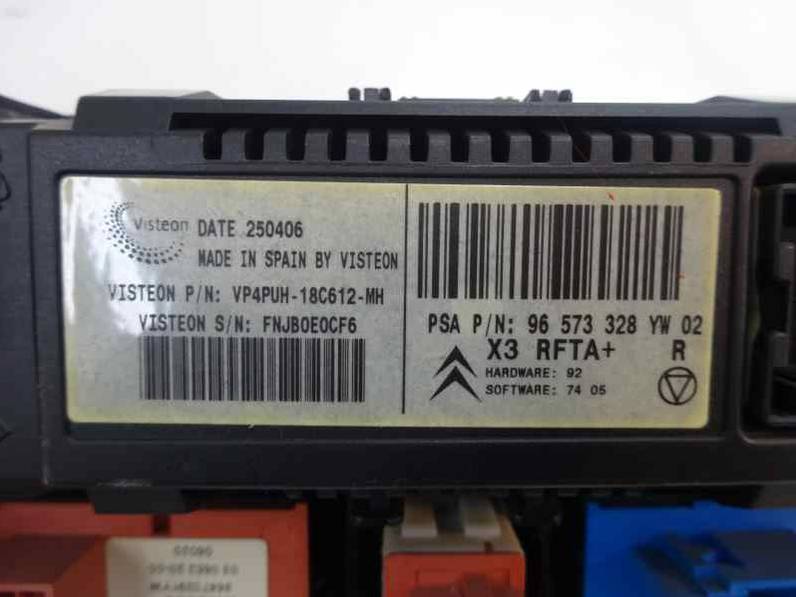 Visteon DATE 250406
MADE IN SPAIN BY VISTEON
VISTEON P/N: VP4PUH-18C612-MH
VISTEON S/N: FNJB0E0CF6
PSA P/N: 96 573 328 YW 02
X3 RFTA+ R
HARDWARE: 92
SOFTWARE: 74 05